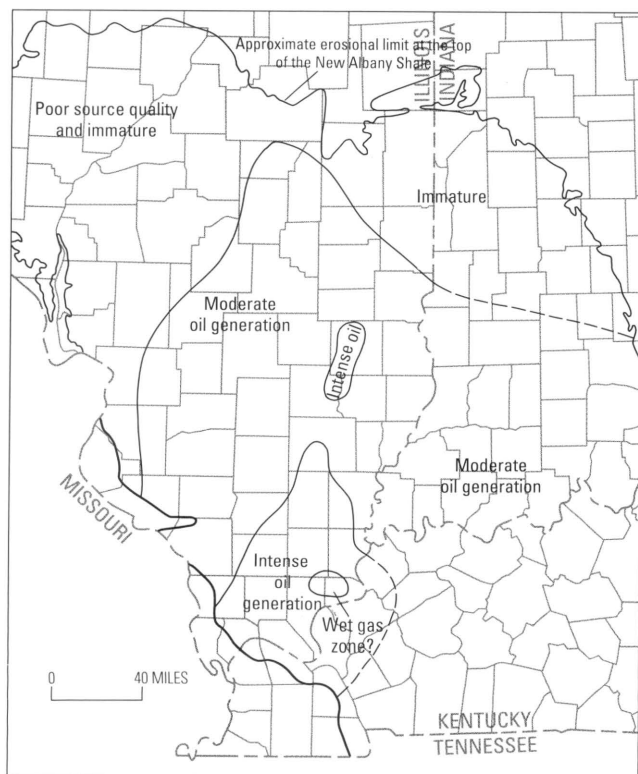 Approximate erosional limit at the top
of the New Albany Shale
ILLINOIS
INDIANA
Poor source quality
and immature
Immature
Moderate
oil generation
Intense oil
Moderate
oil generation
MISSOURI
Intense
oil
generation
Wet gas
zone?
0 40 MILES
KENTUCKY
TENNESSEE